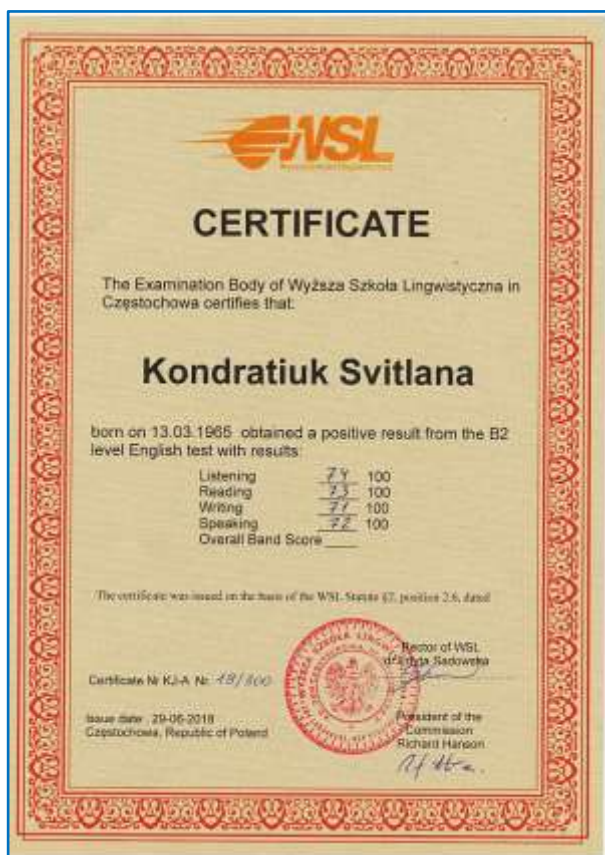 WSL
CERTIFICATE
The Examination Body of Wyższa Szkoła Lingwistyczna in
Częstochowa certifies that:
Kondratiuk Svitlana
born on 13.03.1965 obtained a positive result from the B2
level English test with results:
Listening 74 100
Reading 73 100
Writing 71 100
Speaking 72 100
Overall Band Score
The certificate was issued on the basis of the WSL Statute §2, position 2.6, dated
Rector of WSL
dr Edyta Sadowska
Certificate Nr KJ-A Nr
Issue date : 29-06-2018
Częstochowa, Republic of Poland
President of the
Commission
Richard Hanson